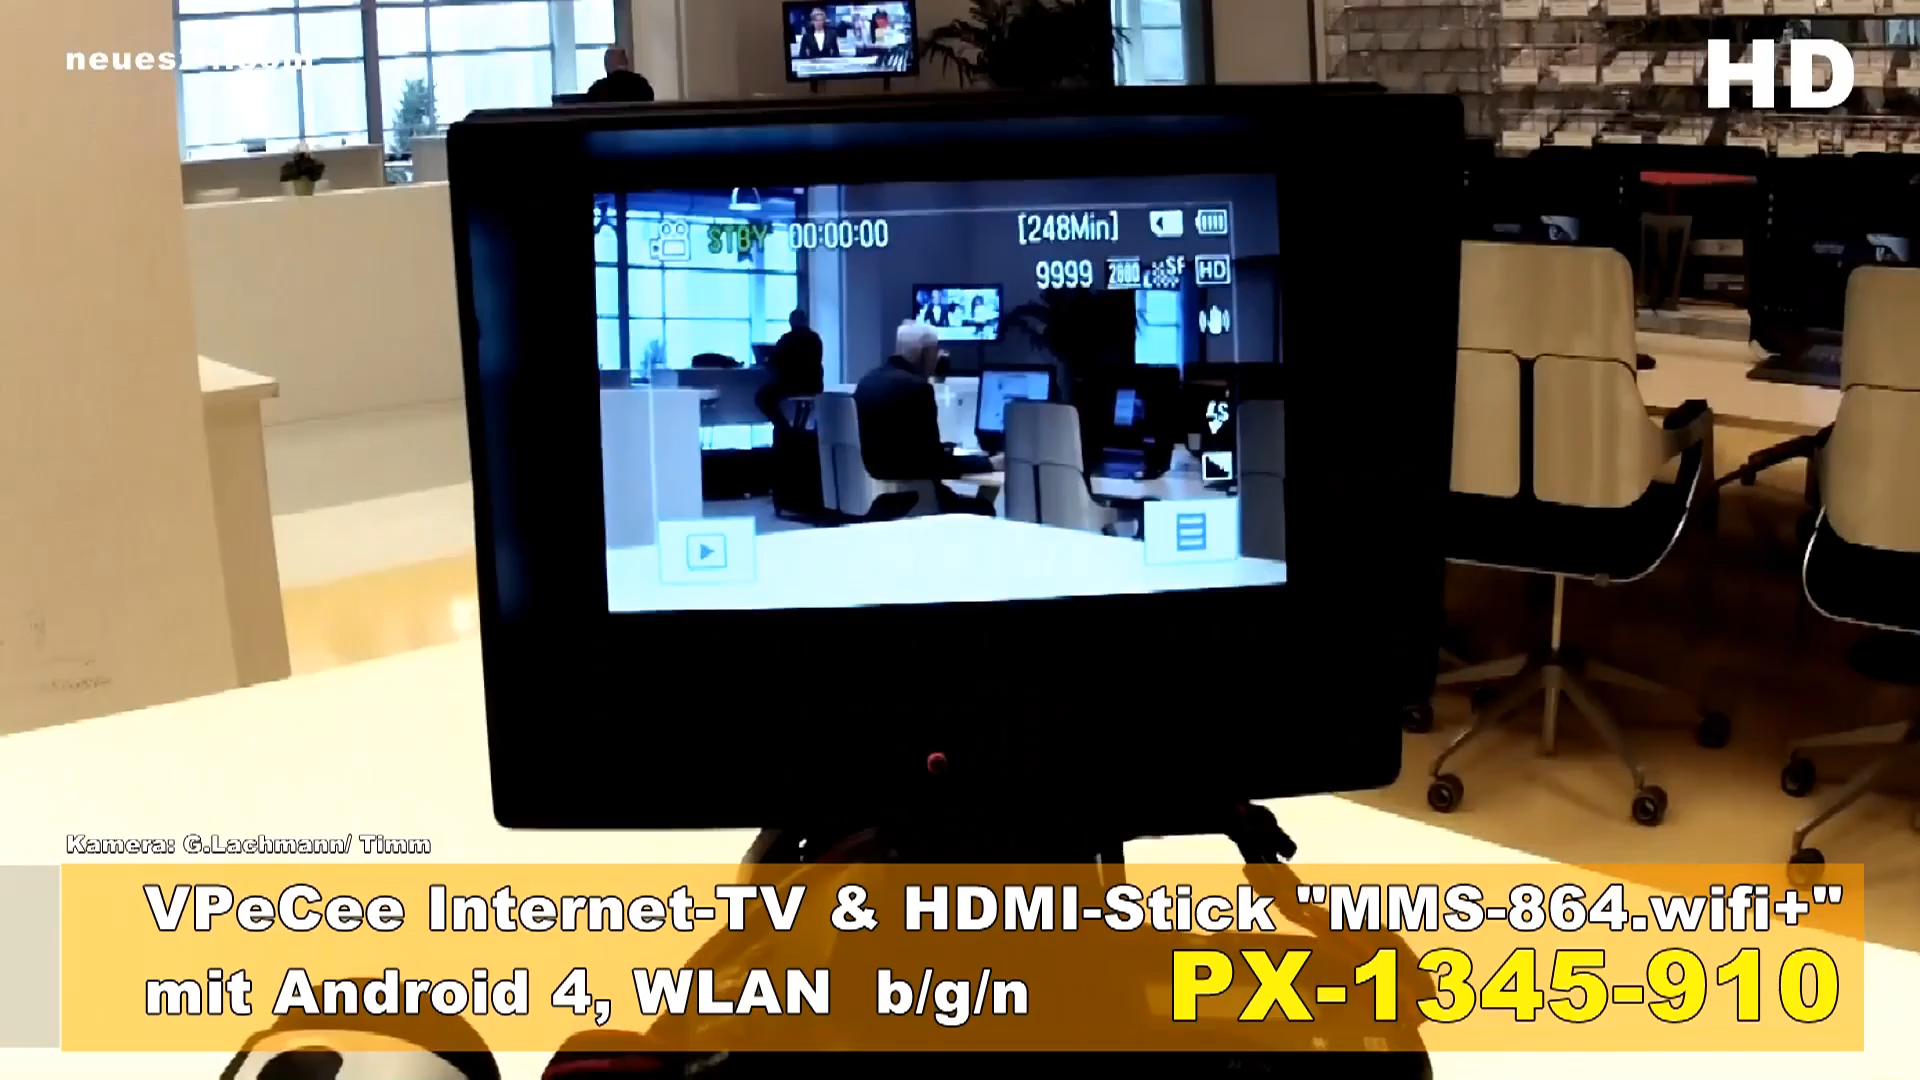 HD
STBY 00:00:00 [248Min]
9999 HD
Kamera: G.Lachmann/ Timm
VPeCee Internet-TV & HDMI-Stick "MMS-864.wifi+"
mit Android 4, WLAN b/g/n PX-1345-910